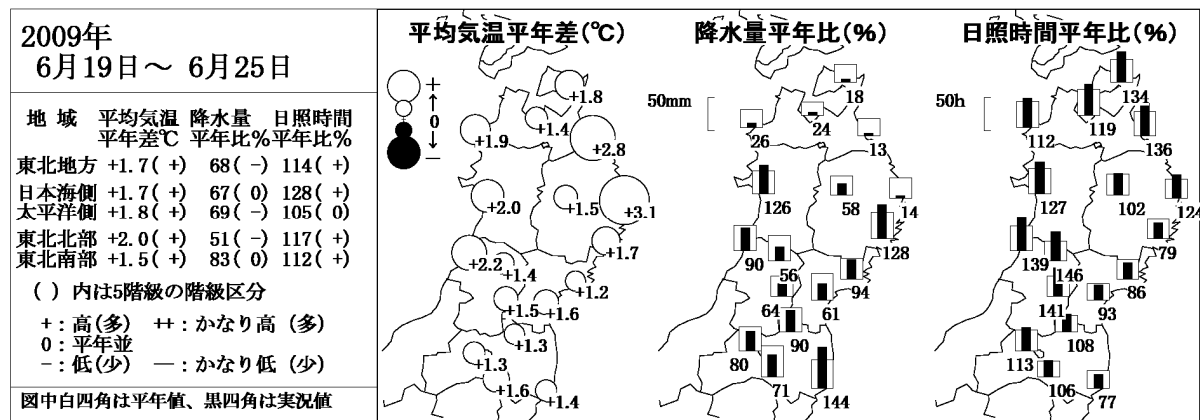 2009年
6月19日～ 6月25日
地 域 平均気温 降水量 日照時間
平年差℃ 平年比% 平年比%
東北地方 +1.7( +) 68( -) 114( +)
日本海側 +1.7( +) 67( 0) 128( +)
太平洋側 +1.8( +) 69( -) 105( 0)
東北北部 +2.0( +) 51( -) 117( +)
東北南部 +1.5( +) 83( 0) 112( +)
( ) 内は5階級の階級区分
+ : 高(多) ++ : かなり高 (多)
0 : 平年並
- : 低(少) — : かなり低 (少)
図中白四角は平年値、黒四角は実況値
平均気温平年差(℃)
+
0
-
+1.8
+1.4
+1.9
+2.8
+2.0
+1.5
+3.1
+1.7
+2.2
+1.4
+1.2
+1.5
+1.6
+1.3
+1.3
+1.6
+1.4
降水量平年比(%)
50mm
18
24
26
13
126
58
14
128
90
56
94
64
61
90
80
71
144
日照時間平年比(%)
50h
134
119
112
136
127
102
124
79
139
146
86
141
93
108
113
106
77